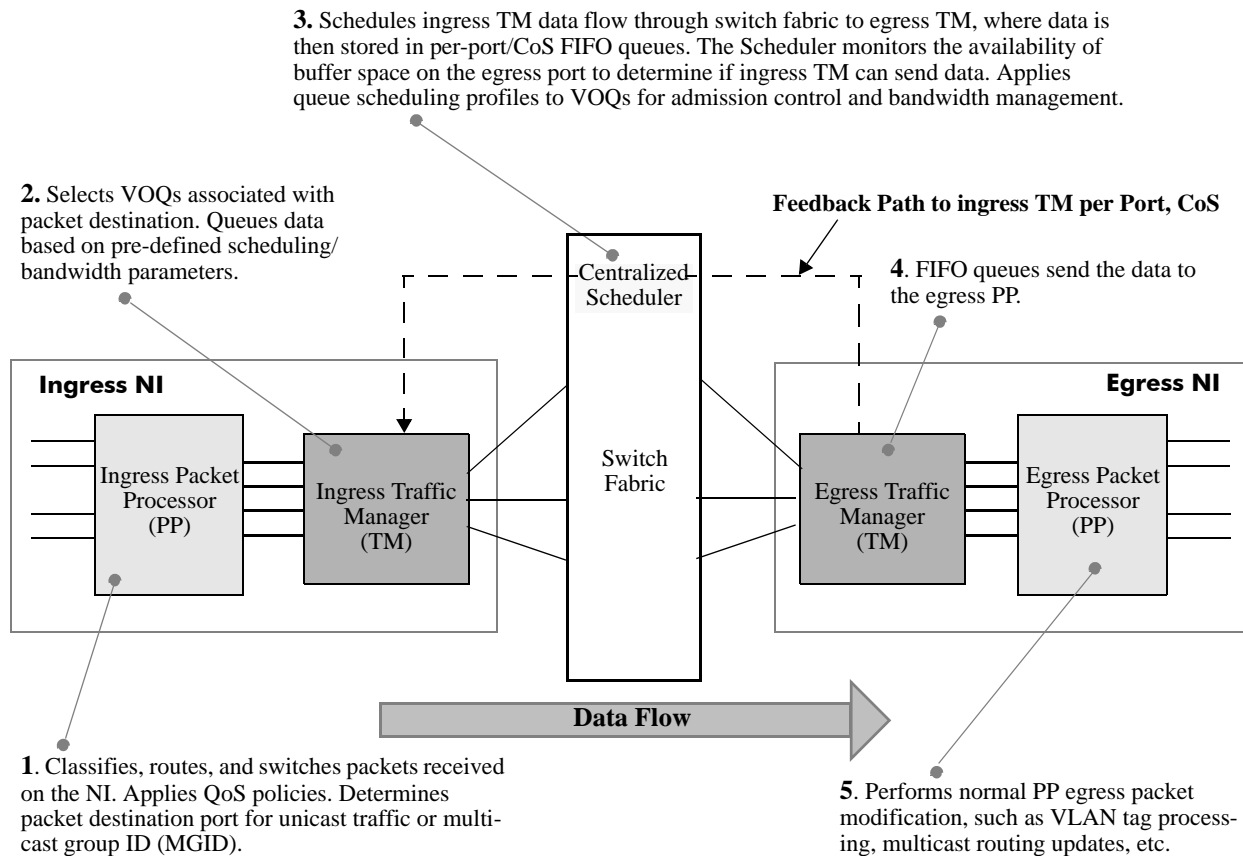 3. Schedules ingress TM data flow through switch fabric to egress TM, where data is
then stored in per-port/CoS FIFO queues. The Scheduler monitors the availability of
buffer space on the egress port to determine if ingress TM can send data. Applies
queue scheduling profiles to VOQs for admission control and bandwidth management.
2. Selects VOQs associated with
packet destination. Queues data
based on pre-defined scheduling/
bandwidth parameters.
Feedback Path to ingress TM per Port, CoS
Centralized
Scheduler
4. FIFO queues send the data to
the egress PP.
Ingress NI
Egress NI
Ingress Packet
Processor
(PP)
Ingress Traffic
Manager
(TM)
Switch
Fabric
Egress Traffic
Manager
(TM)
Egress Packet
Processor
(PP)
Data Flow
1. Classifies, routes, and switches packets received
on the NI. Applies QoS policies. Determines
packet destination port for unicast traffic or multi-
cast group ID (MGID).
5. Performs normal PP egress packet
modification, such as VLAN tag process-
ing, multicast routing updates, etc.